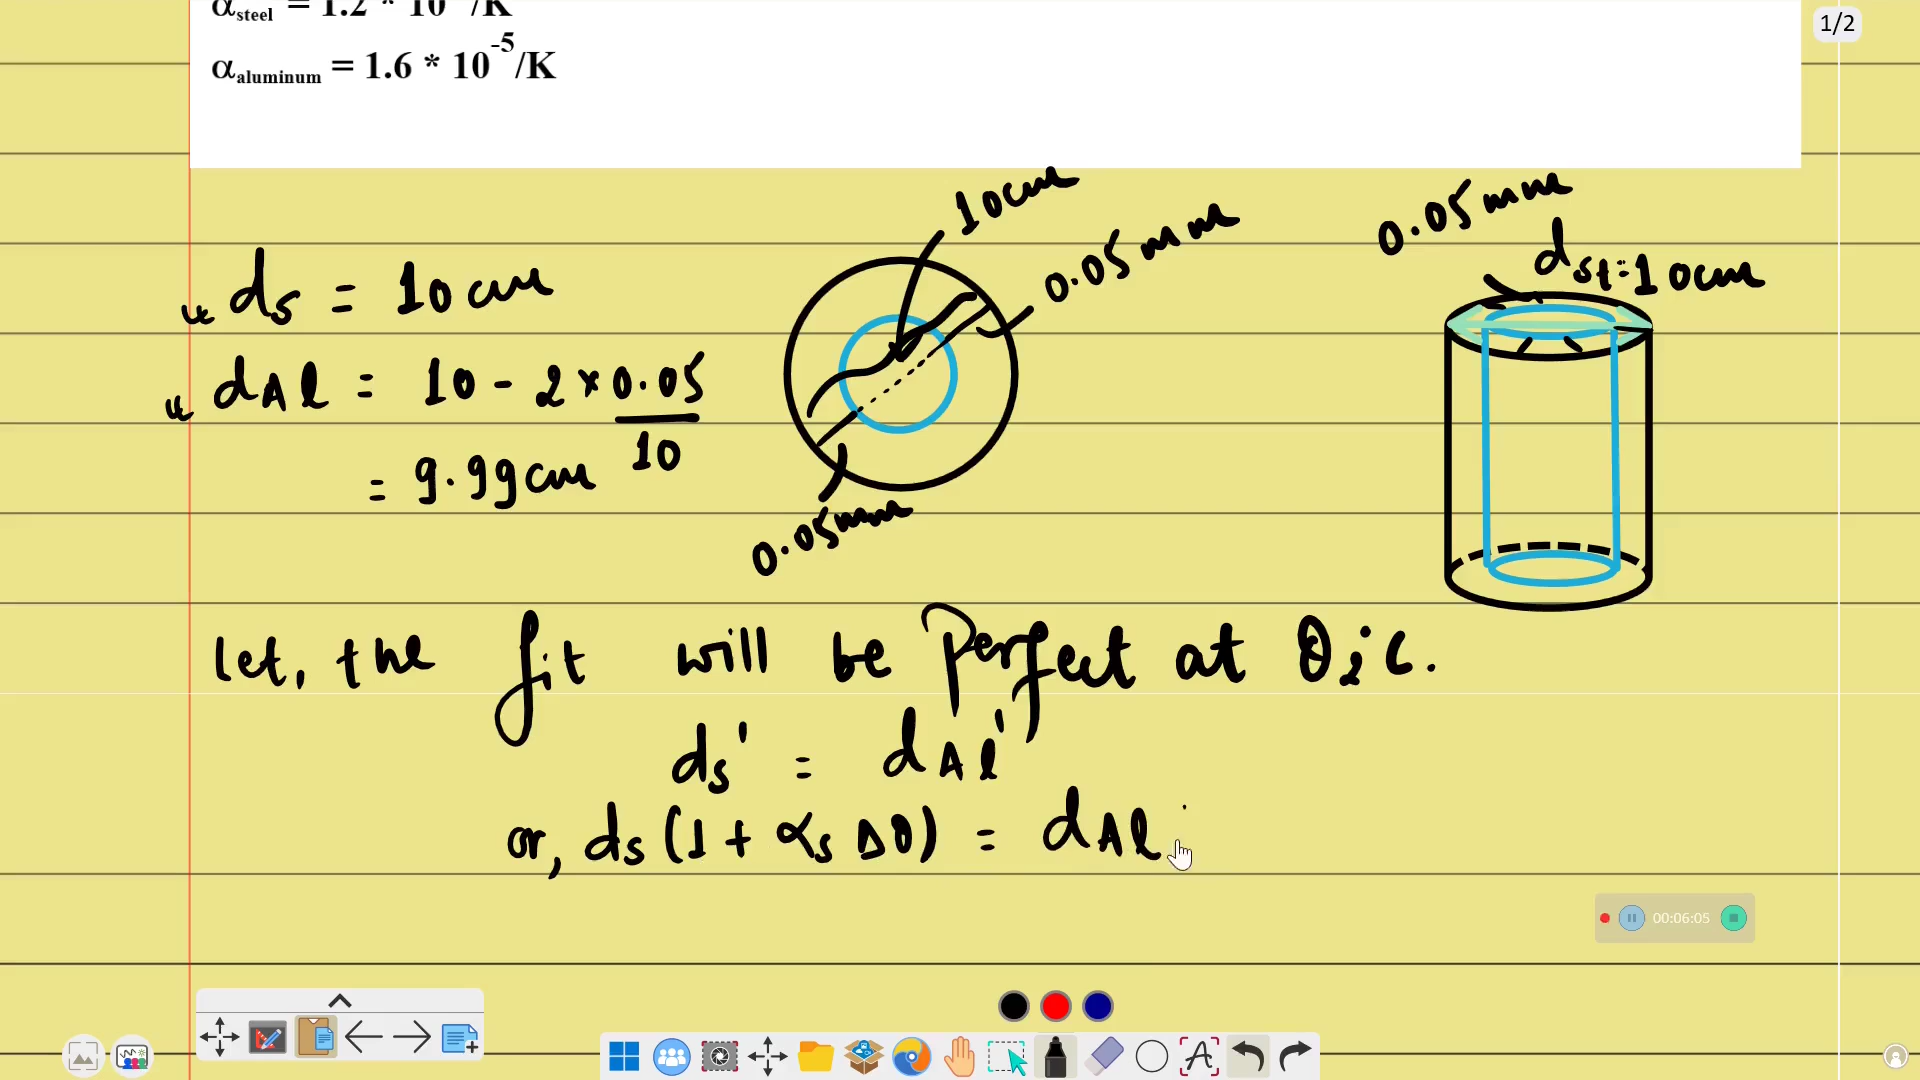 α_steel = 1.2 * 10 /K
α_aluminum = 1.6 * 10^-5/K
1/2
10cm
0.05mm
0.05mm
d_st = 10cm
d_s = 10cm
d_Al = 10 - 2 × 0.05/10
= 9.99cm
0.05mm
Let, the fit will be perfect at θ₂°C.
d_s' = d_Al'
or, d_s (1 + α_s Δθ) = d_Al
00:06:05